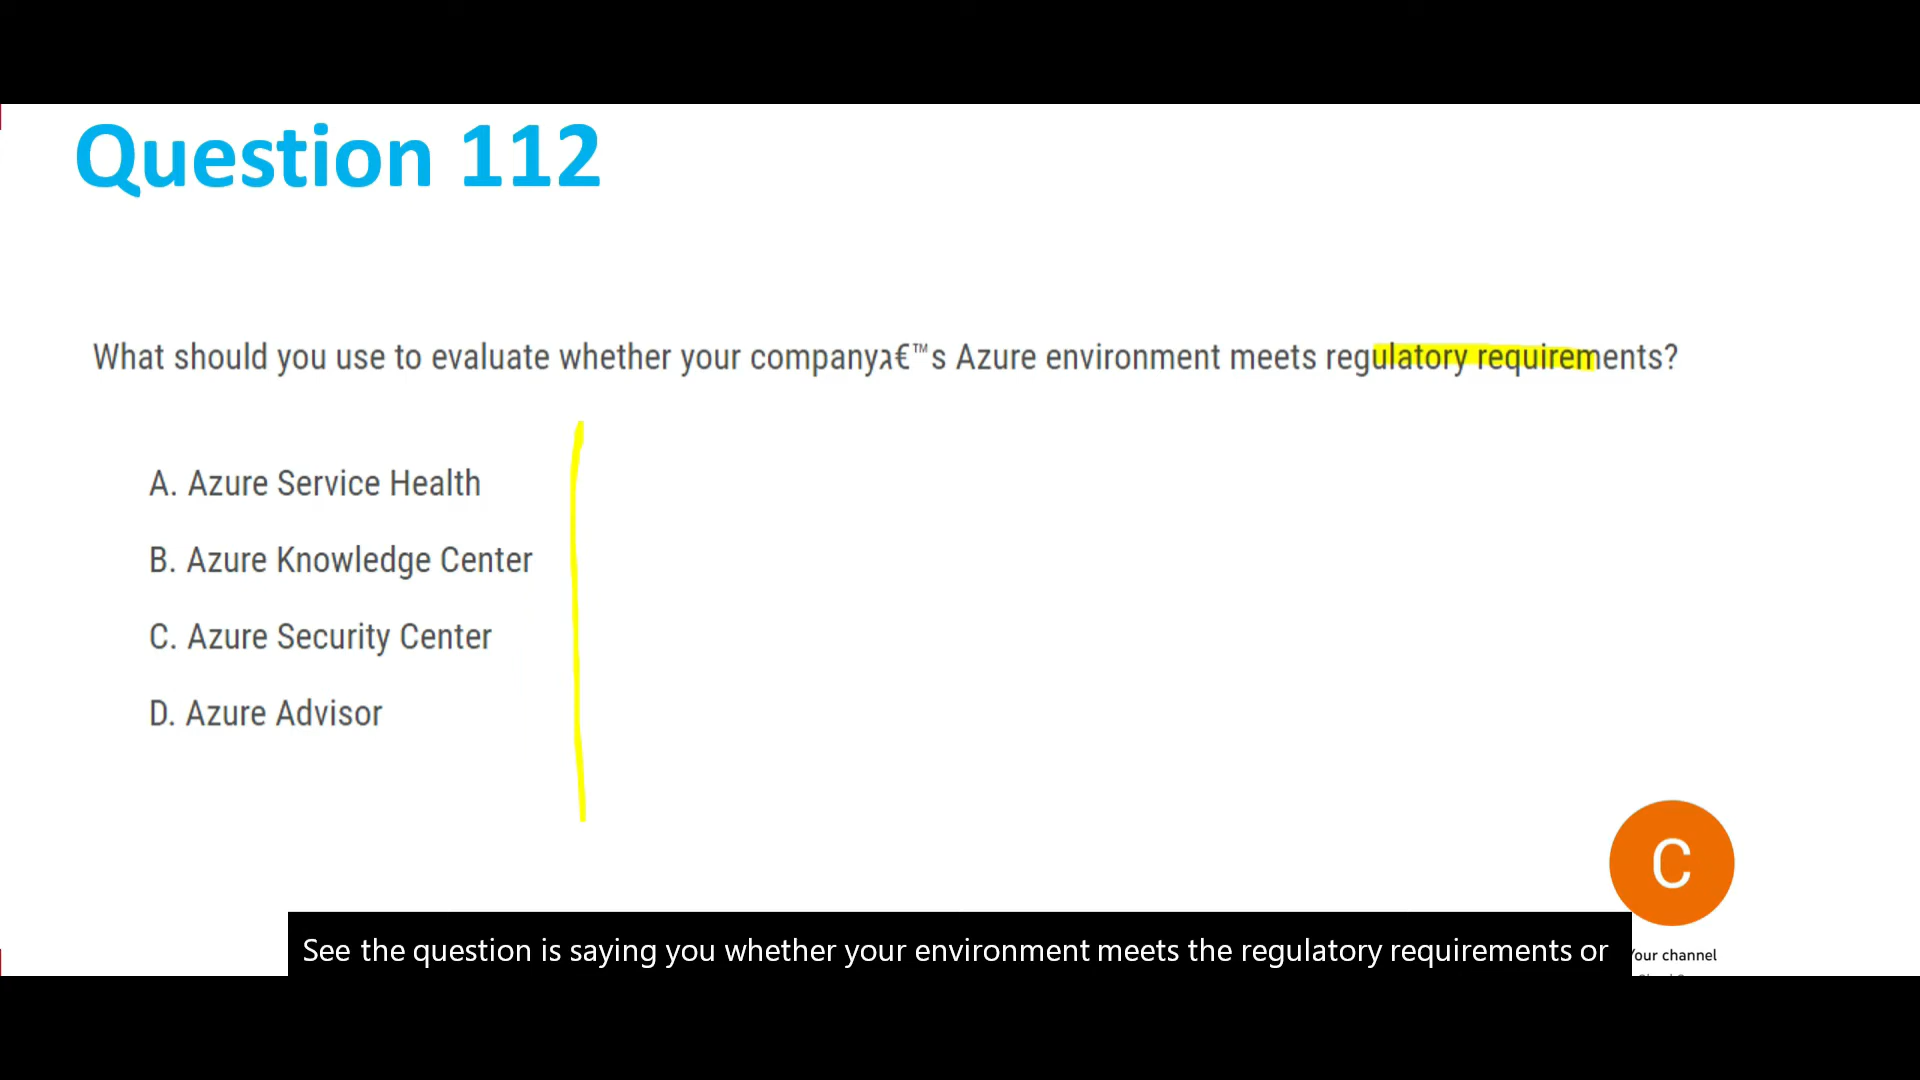 Question 112
What should you use to evaluate whether your companyג€™s Azure environment meets regulatory requirements?
A. Azure Service Health
B. Azure Knowledge Center
C. Azure Security Center
D. Azure Advisor
C
See the question is saying you whether your environment meets the regulatory requirements or
Your channel